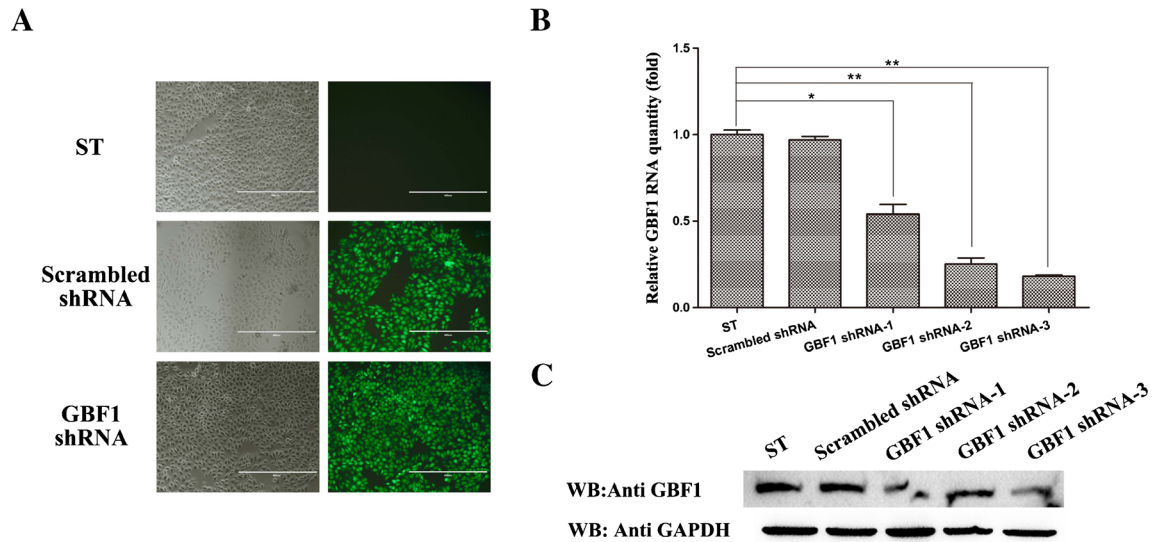 A
ST
Scrambled
shRNA
GBF1
shRNA
B
Relative GBF1 RNA quantity (fold)
1.5
1.0
0.5
0.0
**
**
*
ST
Scrambled shRNA
GBF1 shRNA-1
GBF1 shRNA-2
GBF1 shRNA-3
C
ST
Scrambled shRNA
GBF1 shRNA-1
GBF1 shRNA-2
GBF1 shRNA-3
WB:Anti GBF1
WB: Anti GAPDH